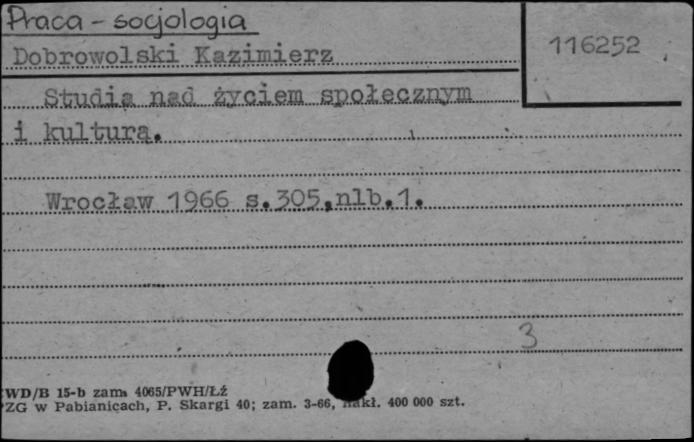 Praca - socjologia
Dobrowolski Kazimierz
116252
Studia nad życiem społecznym
i kulturą.
Wrocław 1966 s.305,nlb.1.
3
WD/B 15-b zam. 4065/PWH/Łź
PZG w Pabianicach, P. Skargi 40; zam. 3-66, nakł. 400 000 szt.